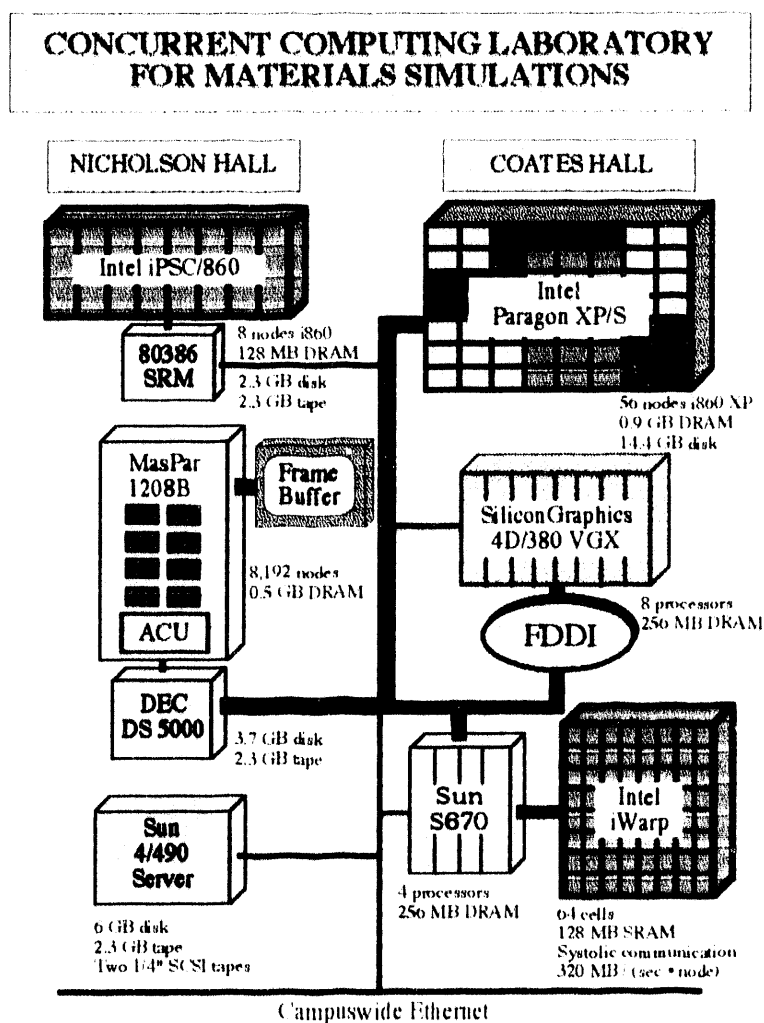 CONCURRENT COMPUTING LABORATORY
FOR MATERIALS SIMULATIONS
NICHOLSON HALL
COATES HALL
Intel iPSC/860
Intel
Paragon XP/S
80386
SRM
8 nodes i860
128 MB DRAM
2.3 GB disk
2.3 GB tape
56 nodes i860 XP
0.9 GB DRAM
14.4 GB disk
MasPar
1208B
Frame
Buffer
Silicon Graphics
4D/380 VGX
8,192 nodes
0.5 GB DRAM
ACU
8 processors
256 MB DRAM
FDDI
DEC
DS 5000
3.7 GB disk
2.3 GB tape
Sun
S670
Intel
iWarp
Sun
4/490
Server
4 processors
256 MB DRAM
64 cells
128 MB SRAM
Systolic communication
320 MB / (sec * node)
6 GB disk
2.3 GB tape
Two 1/4" SCSI tapes
Campuswide Ethernet